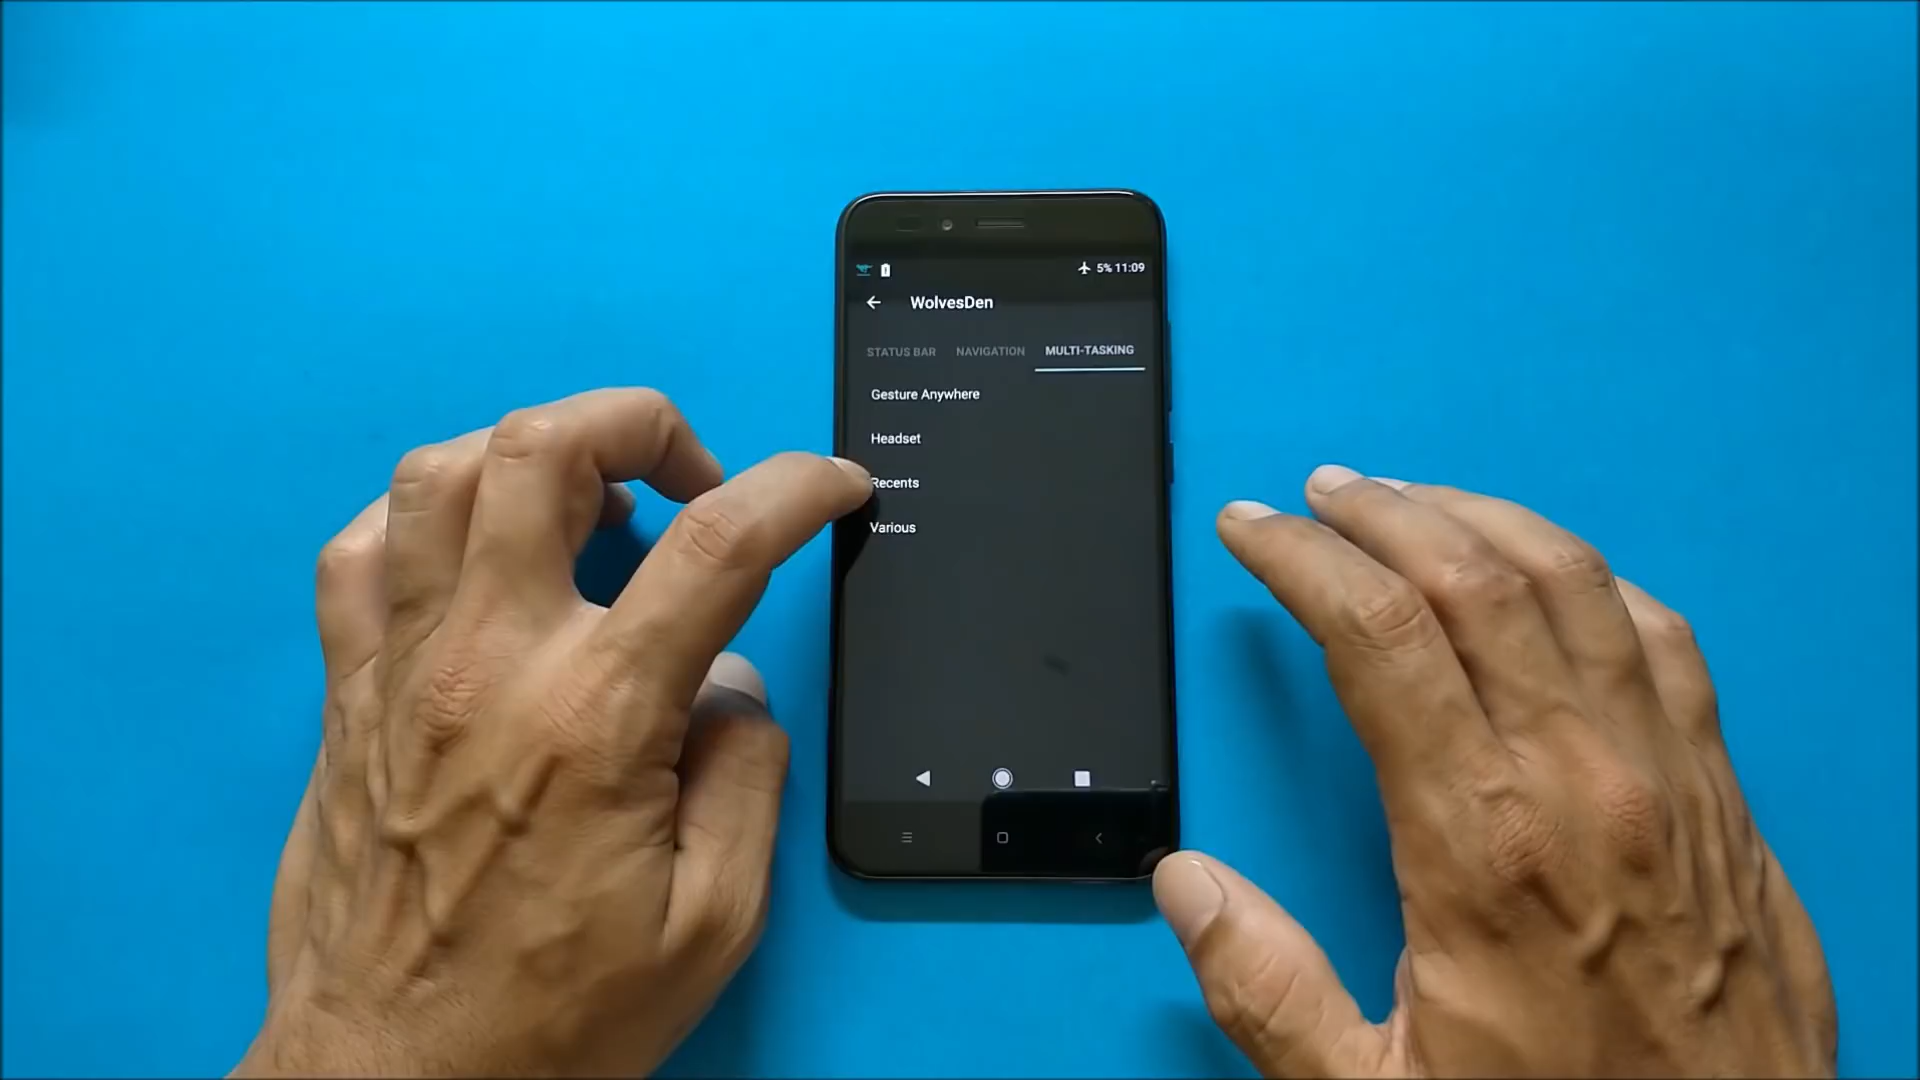 5% 11:09
WolvesDen
STATUS BAR NAVIGATION MULTI-TASKING
Gesture Anywhere
Headset
Recents
Various